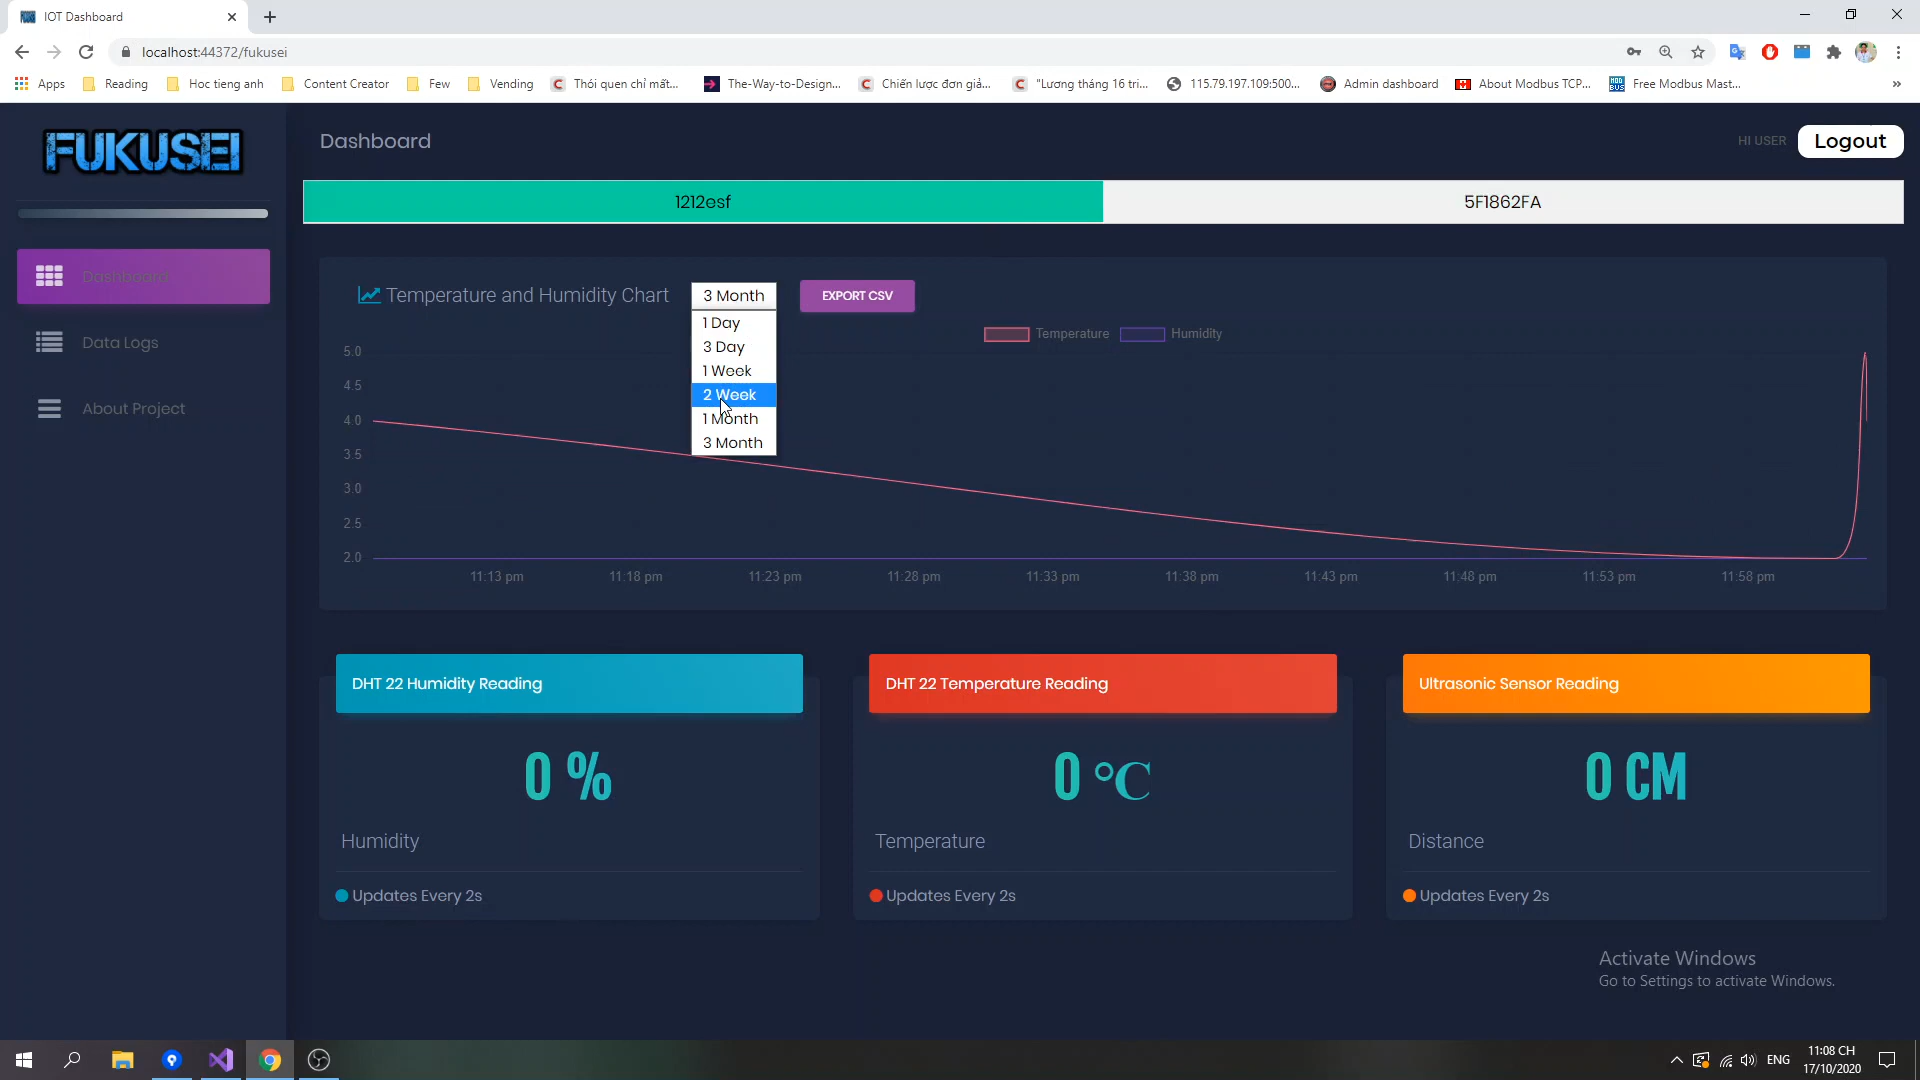 IOT Dashboard
localhost:44372/fukusei
Apps
Reading
Hoc tieng anh
Content Creator
Few
Vending
Thói quen chỉ mất...
The-Way-to-Design...
Chiến lược đơn giả...
"Lương tháng 16 tri...
115.79.197.109:500...
Admin dashboard
About Modbus TCP...
MOD
BUS
Free Modbus Mast...
»
FUKUSEI
Dashboard
HI USER
Logout
1212esf
5F1862FA
Dashboard
Data Logs
About Project
Temperature and Humidity Chart
3 Month
EXPORT CSV
1 Day
3 Day
1 Week
2 Week
1 Month
3 Month
Temperature
Humidity
5.0
4.5
4.0
3.5
3.0
2.5
2.0
11:13 pm
11:18 pm
11:23 pm
11:28 pm
11:33 pm
11:38 pm
11:43 pm
11:48 pm
11:53 pm
11:58 pm
DHT 22 Humidity Reading
0 %
Humidity
Updates Every 2s
DHT 22 Temperature Reading
0 °C
Temperature
Updates Every 2s
Ultrasonic Sensor Reading
0 CM
Distance
Updates Every 2s
Activate Windows
Go to Settings to activate Windows.
ENG
11:08 CH
17/10/2020